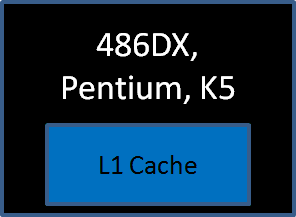 486DX,
Pentium, K5
L1 Cache